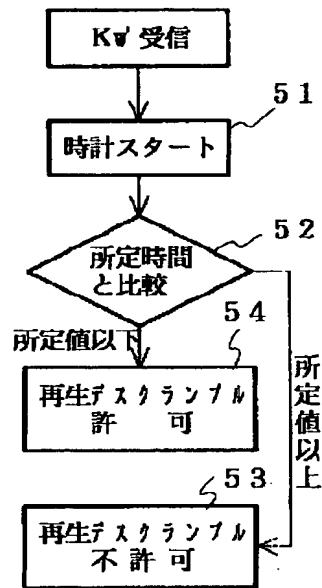 Kw' 受信
51
時計スタート
52
所定時間
と比較
所定値以下
54
再生デスクランブル
許可
所定値以上
53
再生デスクランブル
不許可